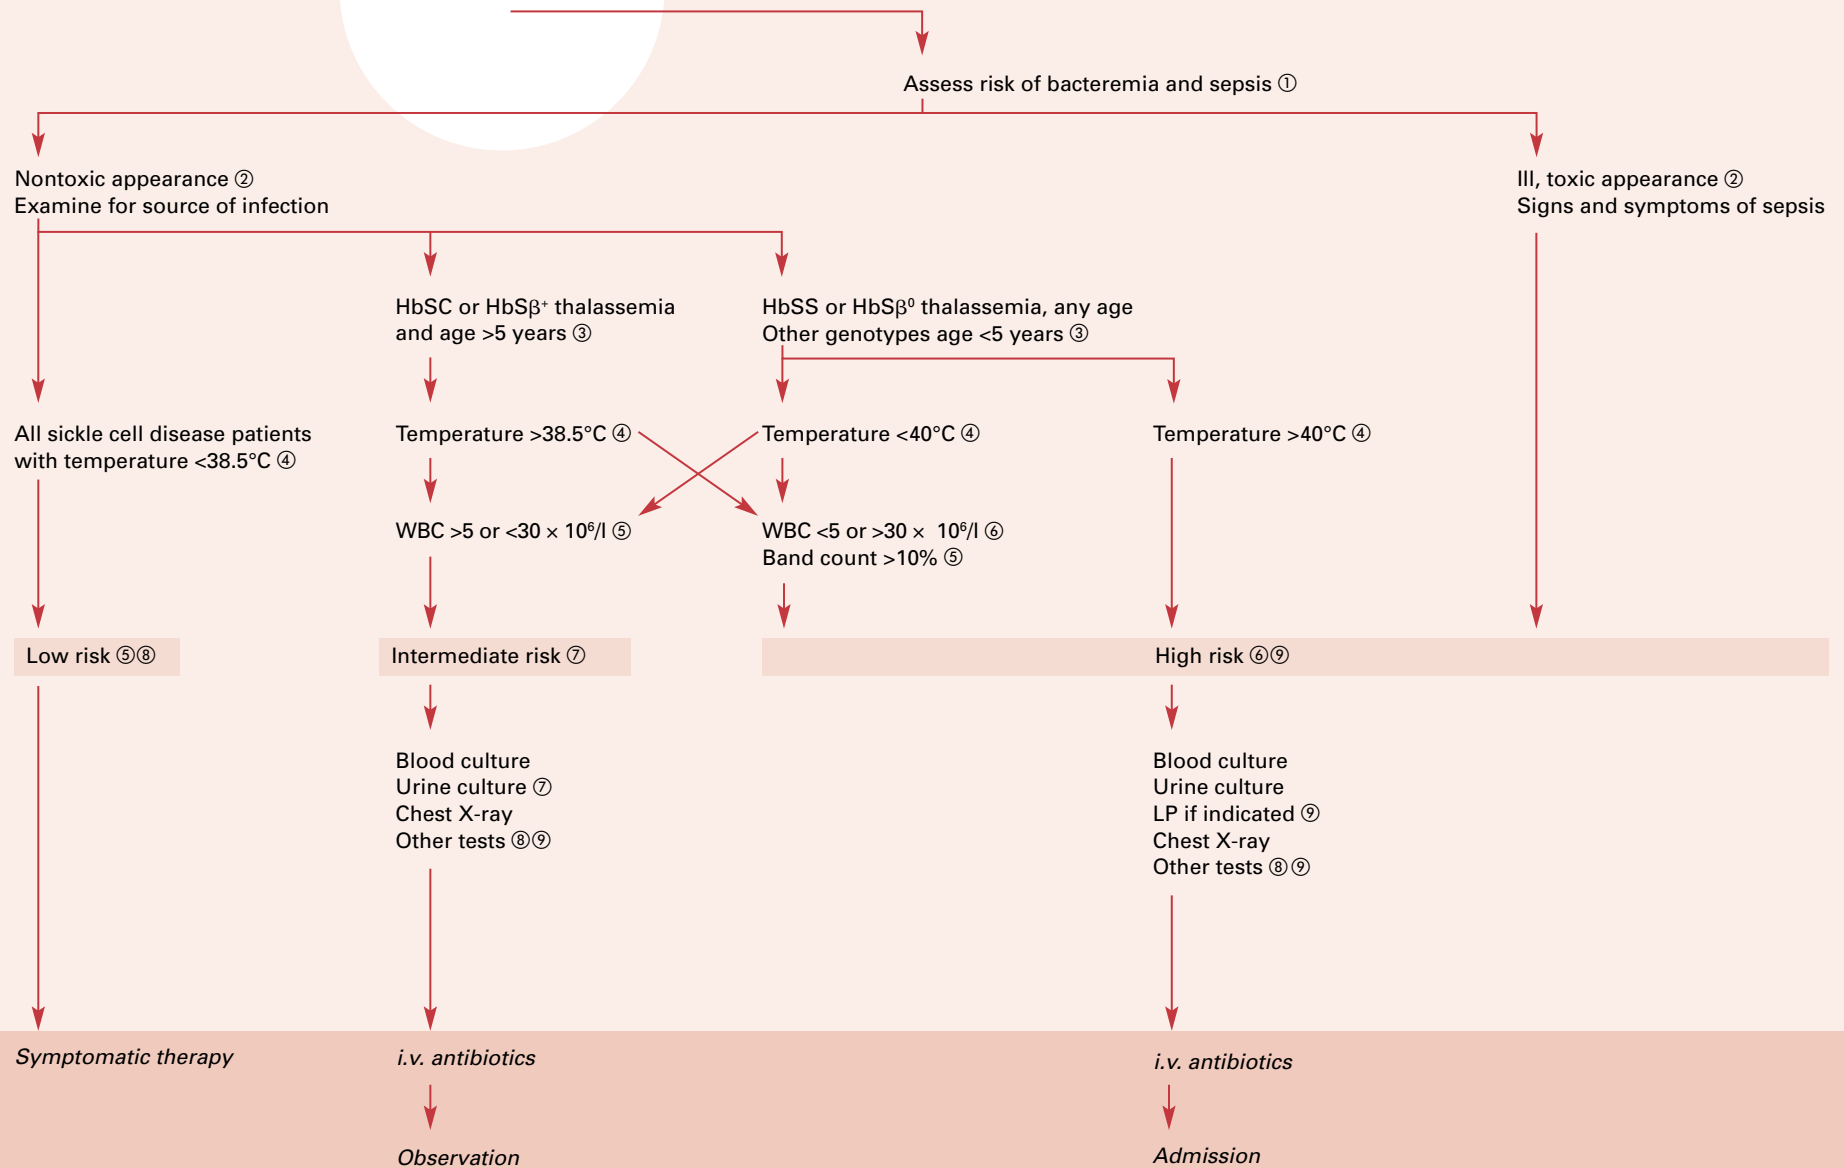 Assess risk of bacteremia and sepsis ①
Nontoxic appearance ②
Examine for source of infection
Ill, toxic appearance ②
Signs and symptoms of sepsis
HbSC or HbSβ⁺ thalassemia
and age >5 years ③
HbSS or HbSβ⁰ thalassemia, any age
Other genotypes age <5 years ③
All sickle cell disease patients
with temperature <38.5°C ④
Temperature >38.5°C ④
Temperature <40°C ④
Temperature >40°C ④
WBC >5 or <30 × 10⁶/l ⑤
WBC <5 or >30 × 10⁶/l ⑥
Band count >10% ⑤
Low risk ⑤⑧
Intermediate risk ⑦
High risk ⑥⑨
Blood culture
Urine culture ⑦
Chest X-ray
Other tests ⑧⑨
Blood culture
Urine culture
LP if indicated ⑨
Chest X-ray
Other tests ⑧⑨
Symptomatic therapy
i.v. antibiotics
i.v. antibiotics
Observation
Admission